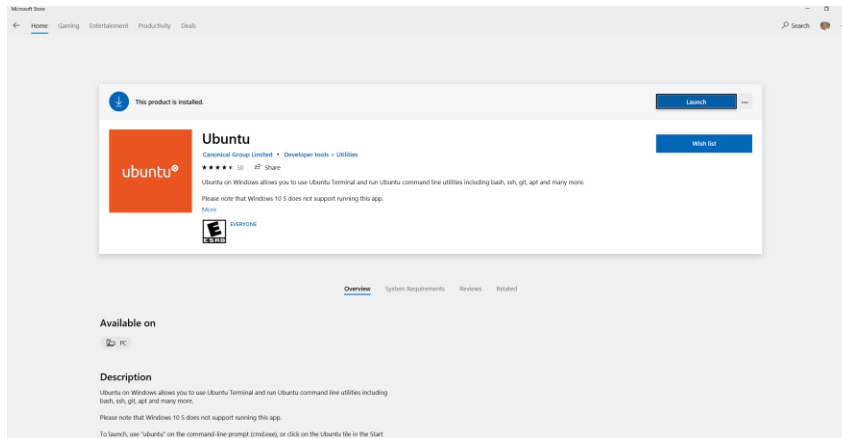 Microsoft Store
Home Gaming Entertainment Productivity Deals Search
This product is installed. Launch
Ubuntu Wish list
Canonical Group Limited • Developer tools > Utilities
Share
ubuntu®
Ubuntu on Windows allows you to use Ubuntu Terminal and run Ubuntu command line utilities including bash, ssh, git, apt and many more.
Please note that Windows 10 S does not support running this app.
More
EVERYONE
E
ESRB
Overview System Requirements Reviews Related
Available on
PC
Description
Ubuntu on Windows allows you to use Ubuntu Terminal and run Ubuntu command line utilities including
bash, ssh, git, apt and many more.
Please note that Windows 10 S does not support running this app.
To launch, use "ubuntu" on the command-line prompt (cmd.exe), or click on the Ubuntu tile in the Start